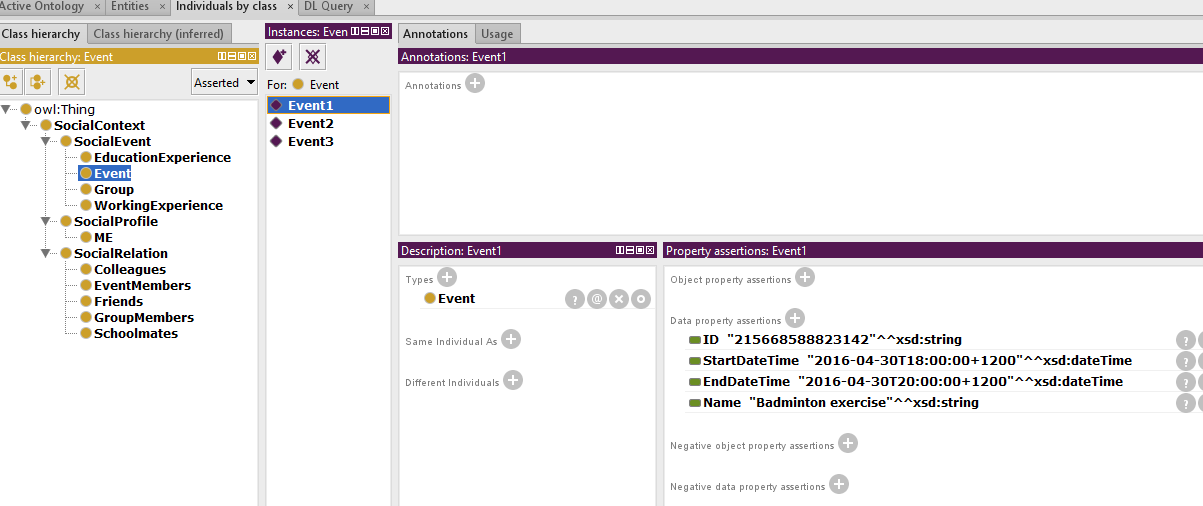 Active Ontology × Entities × Individuals by class × DL Query ×
Class hierarchy Class hierarchy (inferred)
Class hierarchy: Event
Asserted
owl:Thing
SocialContext
SocialEvent
EducationExperience
Event
Group
WorkingExperience
SocialProfile
ME
SocialRelation
Colleagues
EventMembers
Friends
GroupMembers
Schoolmates
Instances: Even
For: Event
Event1
Event2
Event3
Annotations Usage
Annotations: Event1
Annotations
Description: Event1
Types
Event
Same Individual As
Different Individuals
Property assertions: Event1
Object property assertions
Data property assertions
ID "215668588823142"^^xsd:string
StartDateTime "2016-04-30T18:00:00+1200"^^xsd:dateTime
EndDateTime "2016-04-30T20:00:00+1200"^^xsd:dateTime
Name "Badminton exercise"^^xsd:string
Negative object property assertions
Negative data property assertions